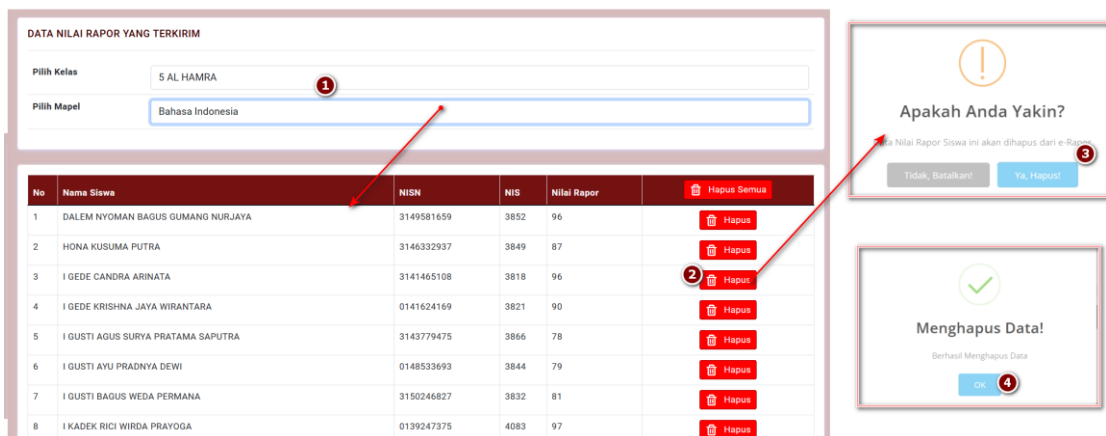 DATA NILAI RAPOR YANG TERKIRIM
Pilih Kelas 5 AL HAMRA 1
Pilih Mapel Bahasa Indonesia
No Nama Siswa NISN NIS Nilai Rapor Hapus Semua
1 DALEM NYOMAN BAGUS GUMANG NURJAYA 3149581659 3852 96 Hapus
2 HONA KUSUMA PUTRA 3146332937 3849 87 Hapus
3 I GEDE CANDRA ARINATA 3141465108 3818 96 2 Hapus
4 I GEDE KRISHNA JAYA WIRANTARA 0141624169 3821 90 Hapus
5 I GUSTI AGUS SURYA PRATAMA SAPUTRA 3143779475 3866 78 Hapus
6 I GUSTI AYU PRADNYA DEWI 0148533693 3844 79 Hapus
7 I GUSTI BAGUS WEDA PERMANA 3150246827 3832 81 Hapus
8 I KADEK RICI WIRDA PRAYOGA 0139247375 4083 97 Hapus
Apakah Anda Yakin?
Nilai Rapor Siswa ini akan dihapus dari
3
Tidak, Batalkan! Ya, Hapus!
Menghapus Data!
Berhasil Menghapus Data
OK 4